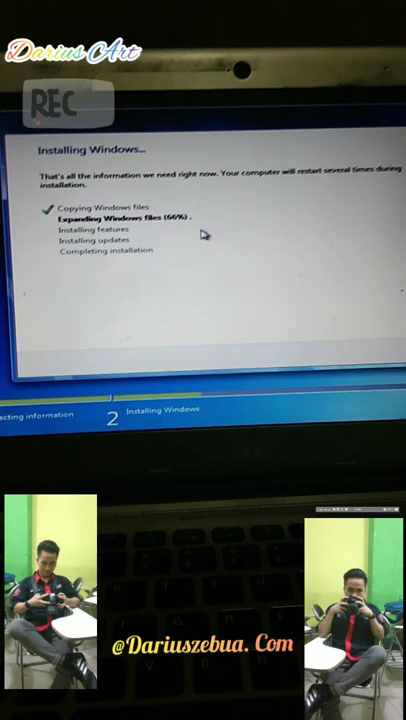 Darius Art
REC
Installing Windows...
That's all the information we need right now. Your computer will restart several times during
installation.
Copying Windows files
Expanding Windows files (66%) .
Installing features
Installing updates
Completing installation
ecting information
2 Installing Windows
@Dariuszebua. Com